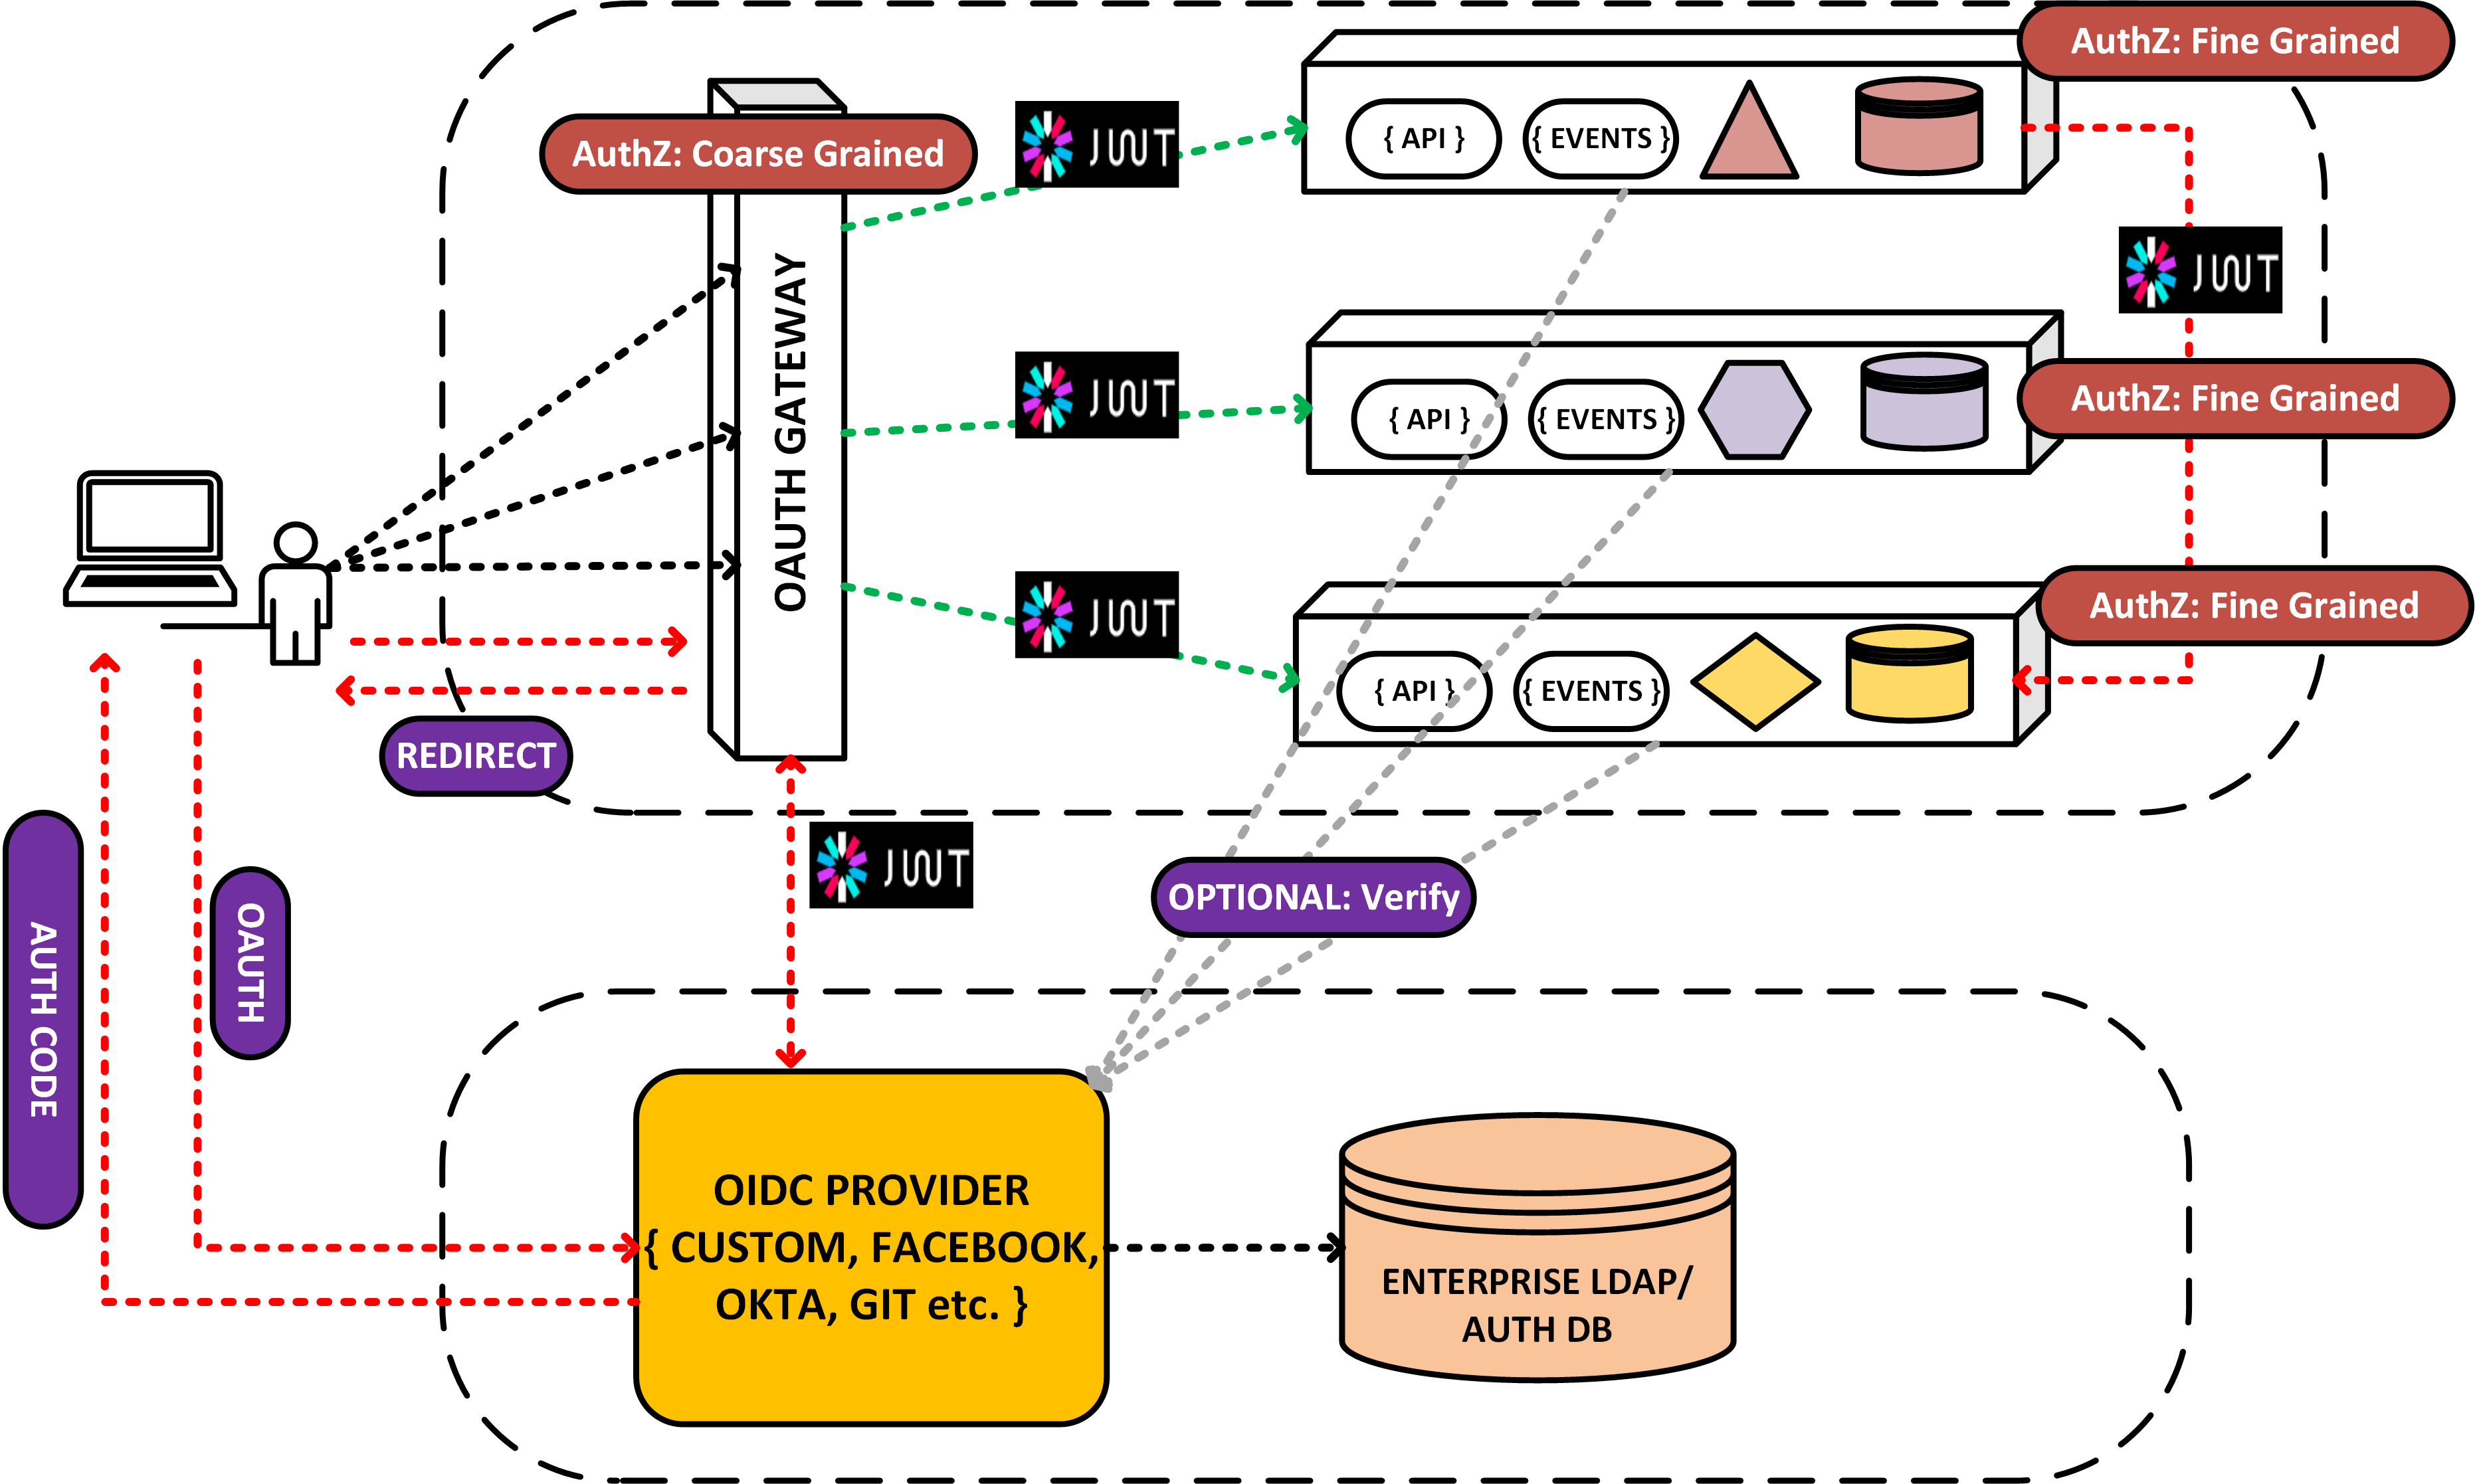 AuthZ: Fine Grained
AuthZ: Coarse Grained
JWT
{ API }
{ EVENTS }
JWT
OAUTH GATEWAY
JWT
{ API }
{ EVENTS }
AuthZ: Fine Grained
JWT
{ API }
{ EVENTS }
AuthZ: Fine Grained
REDIRECT
JWT
OPTIONAL: Verify
AUTH CODE
OAUTH
OIDC PROVIDER
{ CUSTOM, FACEBOOK,
OKTA, GIT etc. }
ENTERPRISE LDAP/
AUTH DB